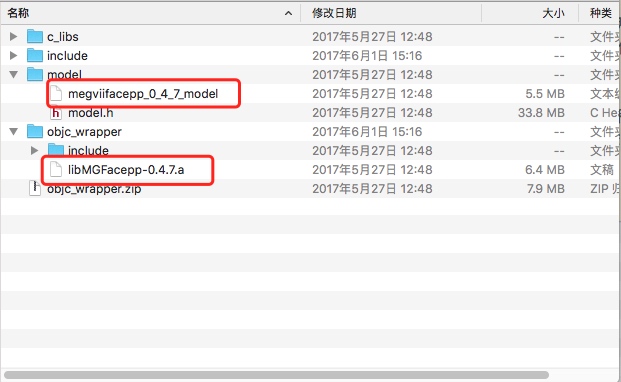 名称 修改日期 大小 种类
c_libs 2017年5月27日 12:48 -- 文件夹
include 2017年6月1日 15:16 -- 文件夹
model 2017年5月27日 12:48 -- 文件夹
megviifacepp_0_4_7_model 2017年5月27日 12:48 5.5 MB 文本
model.h 2017年5月27日 12:48 33.8 MB C He
objc_wrapper 2017年6月1日 15:16 -- 文件夹
include 2017年5月27日 12:48 -- 文件夹
libMGFacepp-0.4.7.a 2017年5月27日 12:48 6.4 MB 文稿
objc_wrapper.zip 2017年5月27日 12:48 7.9 MB ZIP 归